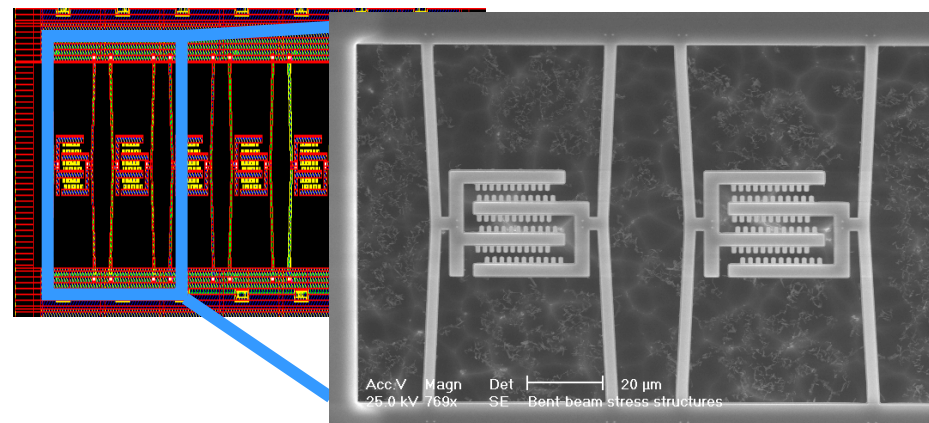 Acc.V Magn Det 20 µm
25.0 kV 769x SE Bent beam stress structures